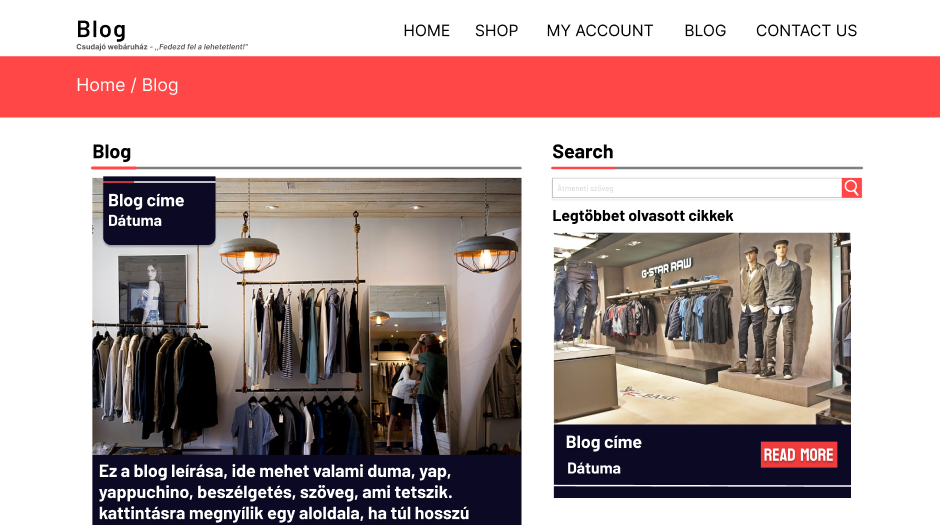 Blog
Csudajó webáruház - „Fedezd fel a lehetetlent!"
HOME SHOP MY ACCOUNT BLOG CONTACT US
Home / Blog
Blog
Blog címe
Dátuma
Ez a blog leírása, ide mehet valami duma, yap,
yappuchino, beszélgetés, szöveg, ami tetszik.
kattintásra megnyílik egy aloldala, ha túl hosszú
Search
Átmeneti szöveg
Legtöbbet olvasott cikkek
G-STAR RAW
BASE
Blog címe
Dátuma
READ MORE